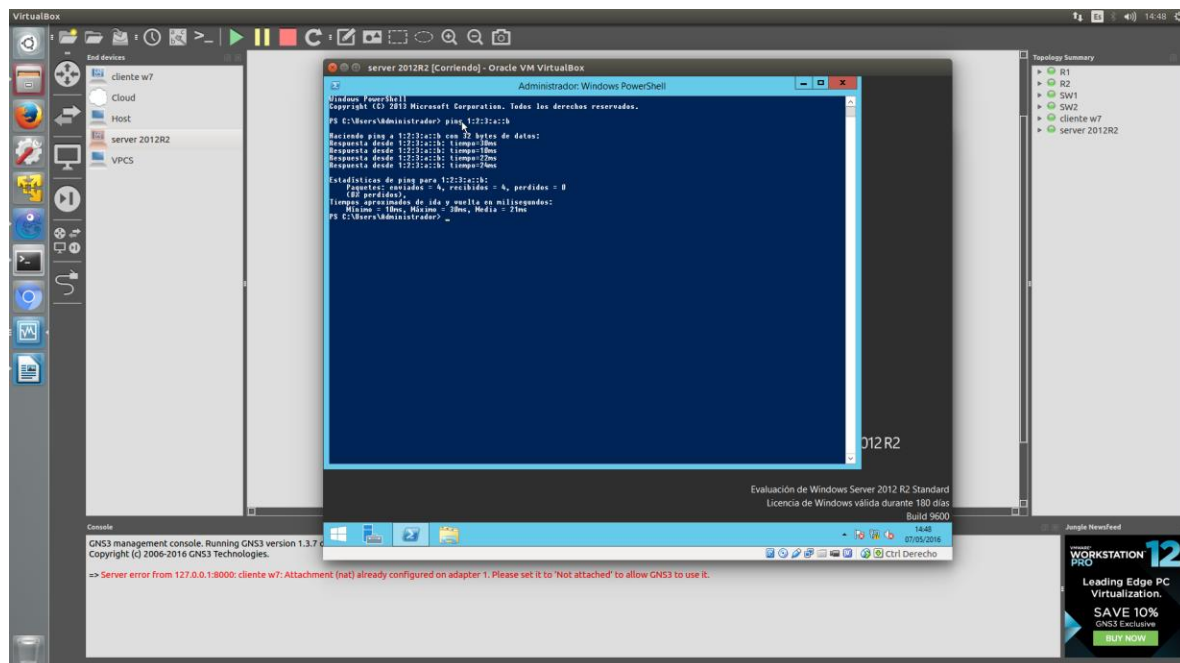 VirtualBox
Es
14:48
End devices
cliente w7
Cloud
Host
server 2012R2
VPCS
server 2012R2 [Corriendo] - Oracle VM VirtualBox
Administrador: Windows PowerShell
Windows PowerShell
Copyright (C) 2013 Microsoft Corporation. Todos los derechos reservados.
PS C:\Users\Administrador> ping 1:2:3:a::b
Haciendo ping a 1:2:3:a::b con 32 bytes de datos:
Respuesta desde 1:2:3:a::b: tiempo=30ms
Respuesta desde 1:2:3:a::b: tiempo=10ms
Respuesta desde 1:2:3:a::b: tiempo=22ms
Respuesta desde 1:2:3:a::b: tiempo=24ms
Estadísticas de ping para 1:2:3:a::b:
Paquetes: enviados = 4, recibidos = 4, perdidos = 0
(0% perdidos),
Tiempos aproximados de ida y vuelta en milisegundos:
Mínimo = 10ms, Máximo = 30ms, Media = 21ms
PS C:\Users\Administrador> _
012 R2
Evaluación de Windows Server 2012 R2 Standard
Licencia de Windows válida durante 180 días
Build 9600
14:48
07/05/2016
Ctrl Derecho
Topology Summary
R1
R2
SW1
SW2
cliente w7
server 2012R2
Console
GNS3 management console. Running GNS3 version 1.3.7
Copyright (c) 2006-2016 GNS3 Technologies.
=> Server error from 127.0.0.1:8000: cliente w7: Attachment (nat) already configured on adapter 1. Please set it to 'Not attached' to allow GNS3 to use it.
Jungle Newsfeed
VMWARE
WORKSTATION 12
PRO
Leading Edge PC
Virtualization.
SAVE 10%
GNS3 Exclusive
BUY NOW